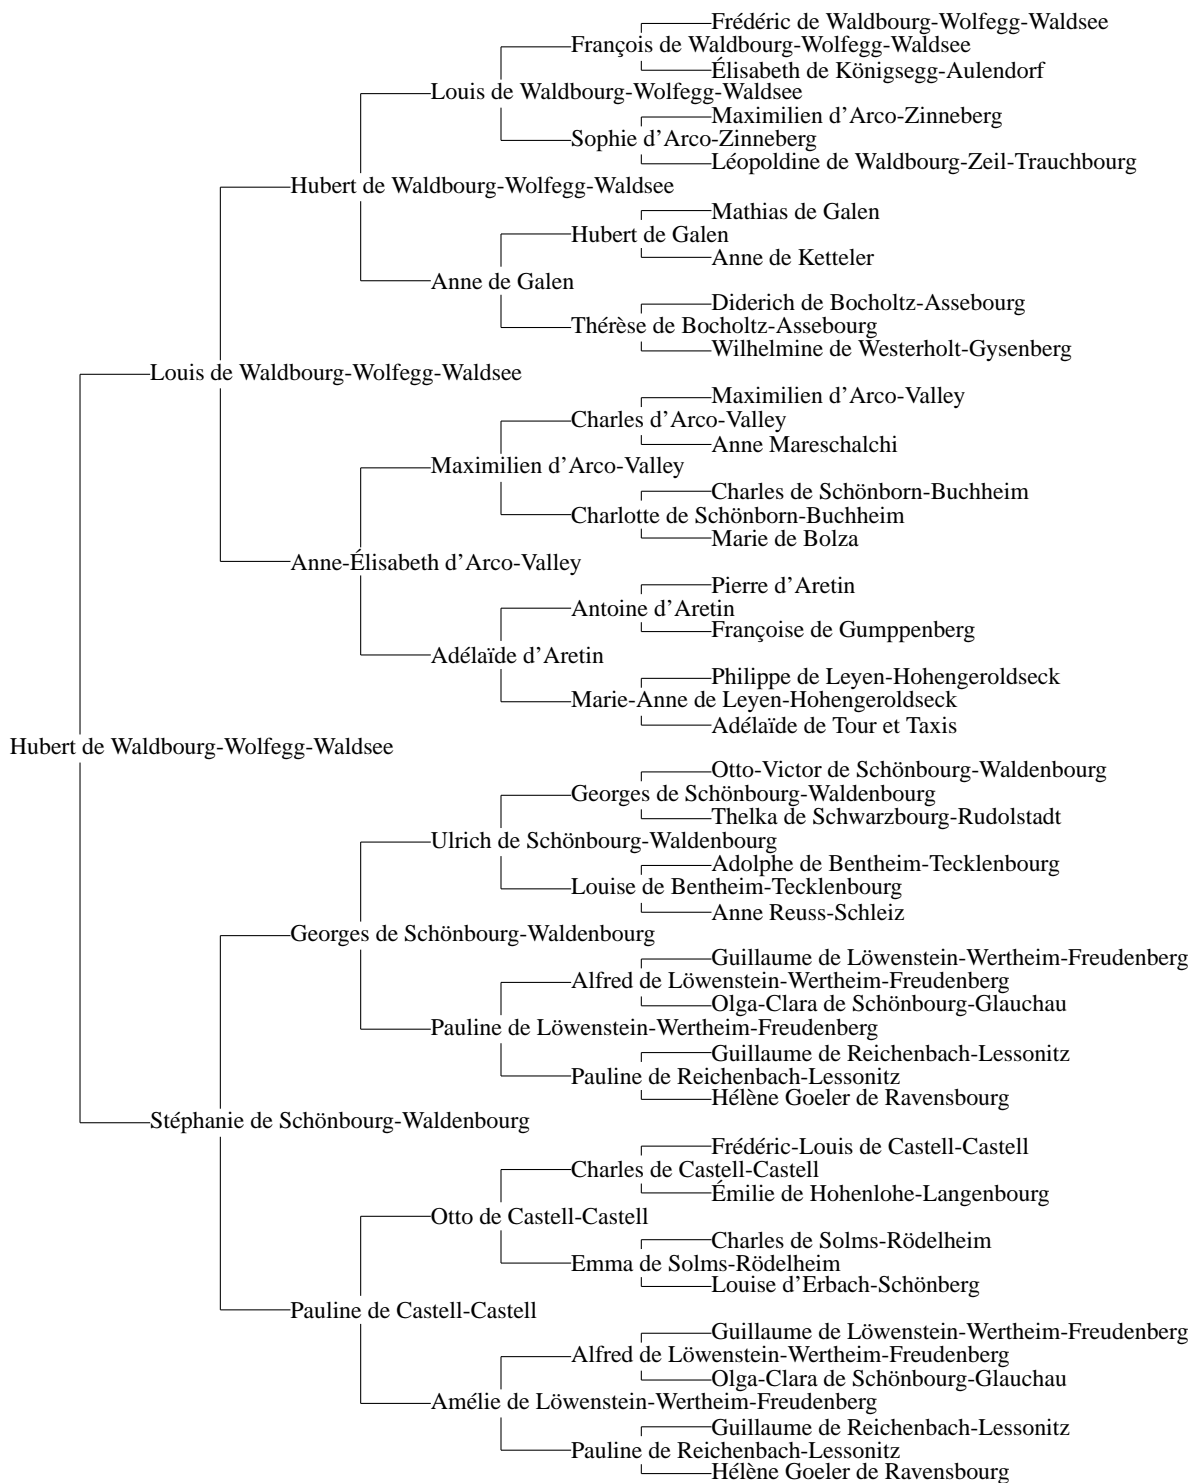 Frédéric de Waldbourg-Wolfegg-Waldsee
François de Waldbourg-Wolfegg-Waldsee
Élisabeth de Königsegg-Aulendorf
Louis de Waldbourg-Wolfegg-Waldsee
Maximilien d'Arco-Zinneberg
Sophie d'Arco-Zinneberg
Léopoldine de Waldbourg-Zeil-Trauchbourg
Hubert de Waldbourg-Wolfegg-Waldsee
Mathias de Galen
Hubert de Galen
Anne de Ketteler
Anne de Galen
Diderich de Bocholtz-Assebourg
Thérèse de Bocholtz-Assebourg
Wilhelmine de Westerholt-Gysenberg
Louis de Waldbourg-Wolfegg-Waldsee
Maximilien d'Arco-Valley
Charles d'Arco-Valley
Anne Mareschalchi
Maximilien d'Arco-Valley
Charles de Schönborn-Buchheim
Charlotte de Schönborn-Buchheim
Marie de Bolza
Anne-Élisabeth d'Arco-Valley
Pierre d'Aretin
Antoine d'Aretin
Françoise de Gumppenberg
Adélaïde d'Aretin
Philippe de Leyen-Hohengeroldseck
Marie-Anne de Leyen-Hohengeroldseck
Adélaïde de Tour et Taxis
Hubert de Waldbourg-Wolfegg-Waldsee
Otto-Victor de Schönbourg-Waldenbourg
Georges de Schönbourg-Waldenbourg
Thelka de Schwarzbourg-Rudolstadt
Ulrich de Schönbourg-Waldenbourg
Adolphe de Bentheim-Tecklenbourg
Louise de Bentheim-Tecklenbourg
Anne Reuss-Schleiz
Georges de Schönbourg-Waldenbourg
Guillaume de Löwenstein-Wertheim-Freudenberg
Alfred de Löwenstein-Wertheim-Freudenberg
Olga-Clara de Schönbourg-Glauchau
Pauline de Löwenstein-Wertheim-Freudenberg
Guillaume de Reichenbach-Lessonitz
Pauline de Reichenbach-Lessonitz
Hélène Goeler de Ravensbourg
Stéphanie de Schönbourg-Waldenbourg
Frédéric-Louis de Castell-Castell
Charles de Castell-Castell
Émilie de Hohenlohe-Langenbourg
Otto de Castell-Castell
Charles de Solms-Rödelheim
Emma de Solms-Rödelheim
Louise d'Erbach-Schönberg
Pauline de Castell-Castell
Guillaume de Löwenstein-Wertheim-Freudenberg
Alfred de Löwenstein-Wertheim-Freudenberg
Olga-Clara de Schönbourg-Glauchau
Amélie de Löwenstein-Wertheim-Freudenberg
Guillaume de Reichenbach-Lessonitz
Pauline de Reichenbach-Lessonitz
Hélène Goeler de Ravensbourg